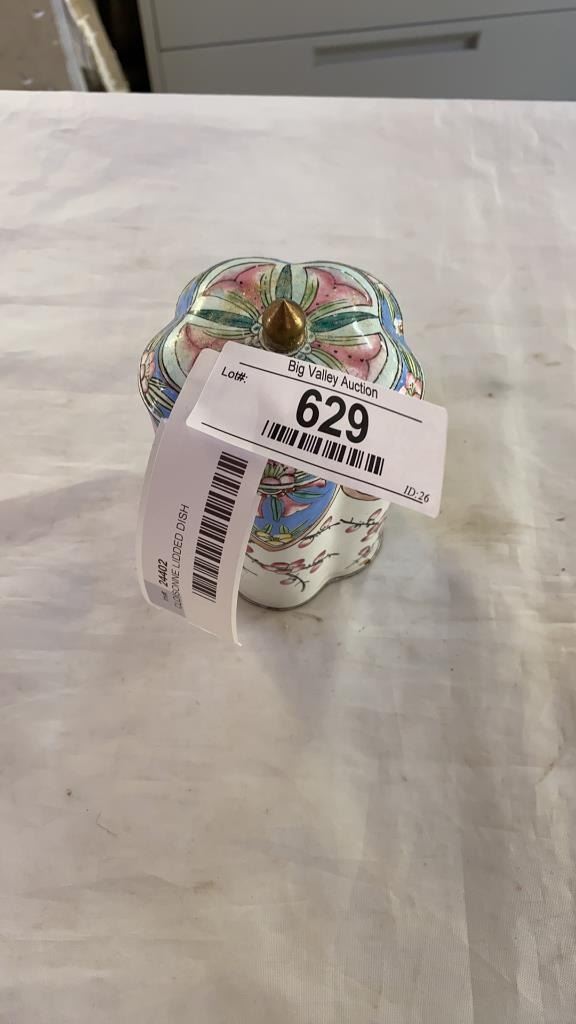 Big Valley Auction
Lot#:
629
ID:26
24402
CLOISONNE LIDDED DISH